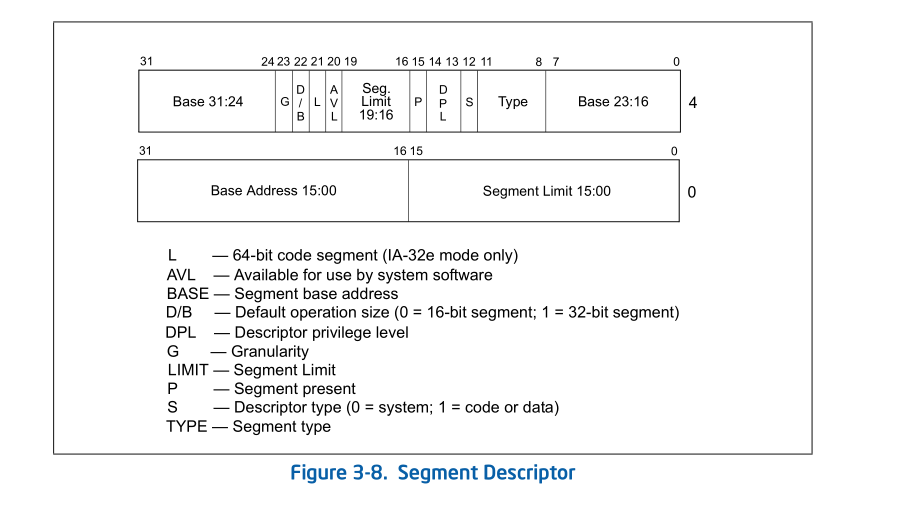 31 24 23 22 21 20 19 16 15 14 13 12 11 8 7 0
Base 31:24 G D/B L AVL Seg. Limit 19:16 P DPL S Type Base 23:16 4
31 16 15 0
Base Address 15:00 Segment Limit 15:00 0
L — 64-bit code segment (IA-32e mode only)
AVL — Available for use by system software
BASE — Segment base address
D/B — Default operation size (0 = 16-bit segment; 1 = 32-bit segment)
DPL — Descriptor privilege level
G — Granularity
LIMIT — Segment Limit
P — Segment present
S — Descriptor type (0 = system; 1 = code or data)
TYPE — Segment type
Figure 3-8. Segment Descriptor